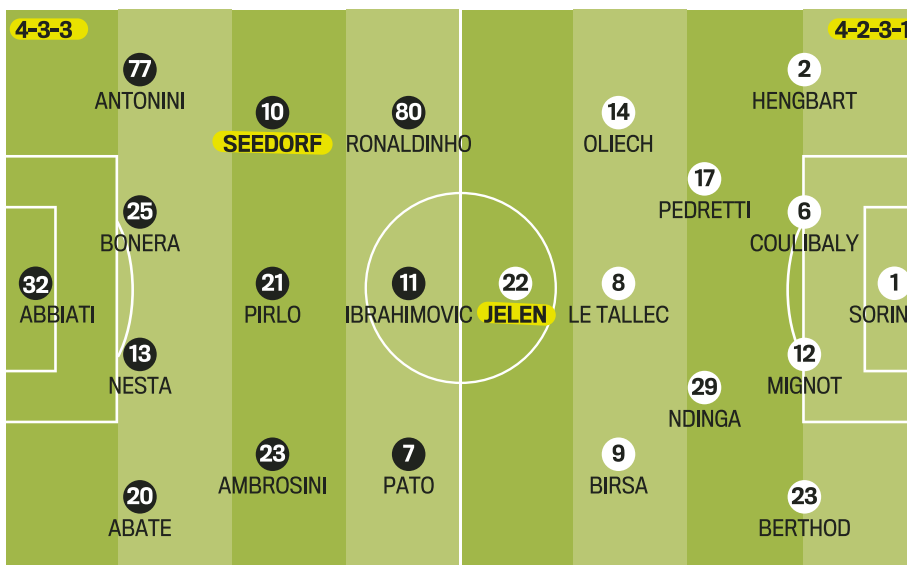 4-3-3
4-2-3-1
77
ANTONINI
2
HENGBART
10
SEEDORF
80
RONALDINHO
14
OLIECH
17
PEDRETTI
25
BONERA
6
COULIBALY
32
ABBIATI
21
PIRLO
11
IBRAHIMOVIC
22
JELEN
8
LE TALLEC
1
SORIN
13
NESTA
12
MIGNOT
29
NDINGA
23
AMBROSINI
7
PATO
9
BIRSA
20
ABATE
23
BERTHOD